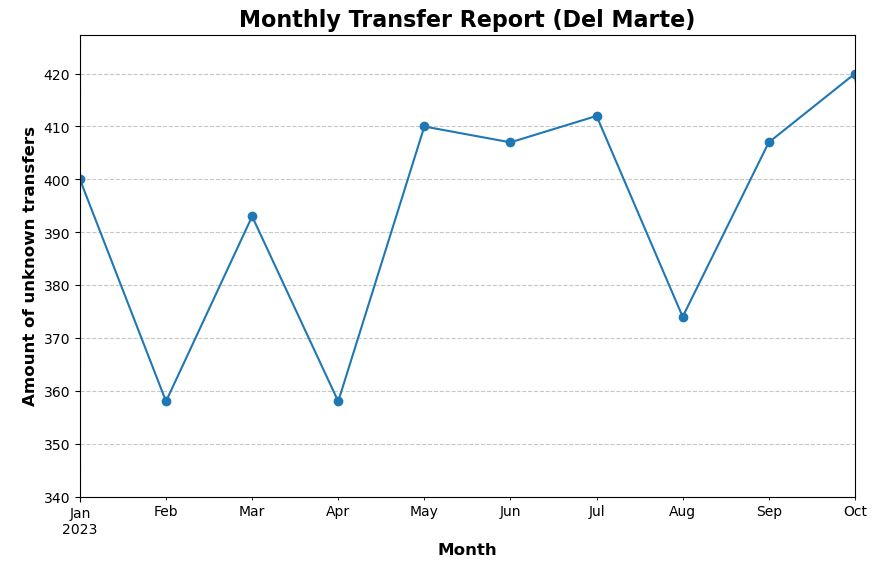 Monthly Transfer Report (Del Marte)
Amount of unknown transfers
420
410
400
390
380
370
360
350
340
Jan
2023
Feb
Mar
Apr
May
Jun
Jul
Aug
Sep
Oct
Month